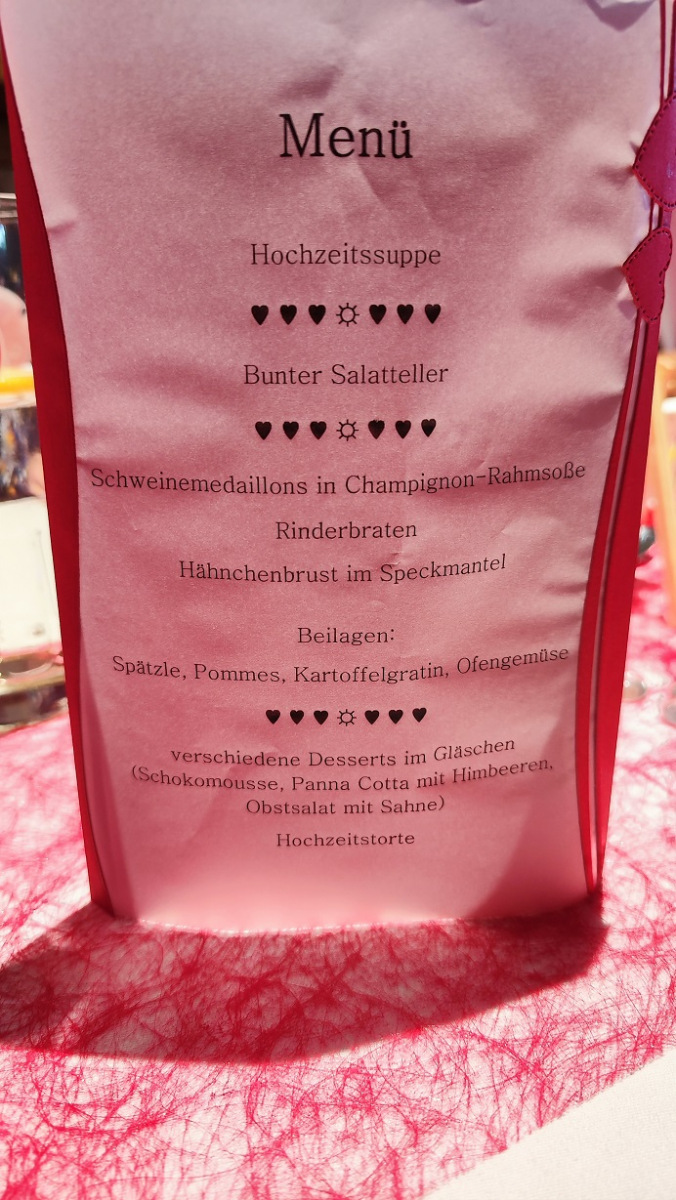 Menü
Hochzeitssuppe
♥ ♥ ♥ ☼ ♥ ♥ ♥
Bunter Salatteller
♥ ♥ ♥ ☼ ♥ ♥ ♥
Schweinemedaillons in Champignon-Rahmsoße
Rinderbraten
Hähnchenbrust im Speckmantel
Beilagen:
Spätzle, Pommes, Kartoffelgratin, Ofengemüse
♥ ♥ ♥ ☼ ♥ ♥ ♥
verschiedene Desserts im Gläschen
(Schokomousse, Panna Cotta mit Himbeeren,
Obstsalat mit Sahne)
Hochzeitstorte